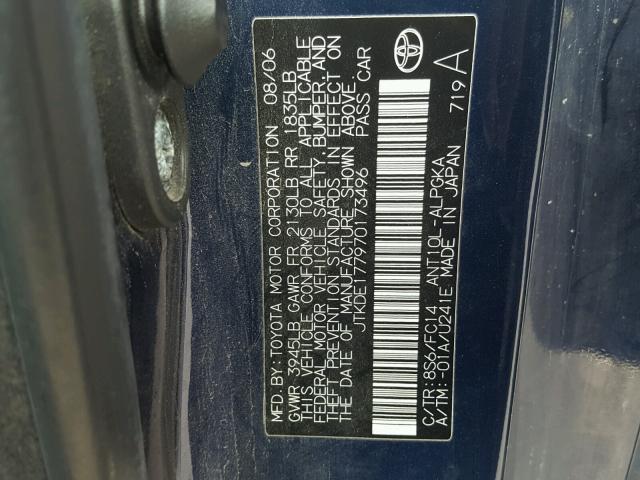 MFD.BY:TOYOTA MOTOR CORPORATION 08/06
GVWR 3945LB GAWR FR 2130LB RR 1835LB
THIS VEHICLE CONFORMS TO ALL APPLICABLE
FEDERAL MOTOR VEHICLE SAFETY, BUMPER, AND
THEFT PREVENTION STANDARDS IN EFFECT ON
THE DATE OF MANUFACTURE SHOWN ABOVE.
JTKDE177970173496 PASS CAR
C/TR:8S6/FC14 ANT10L-ALPGKA
A/TM:-01A/U241E MADE IN JAPAN 719 A